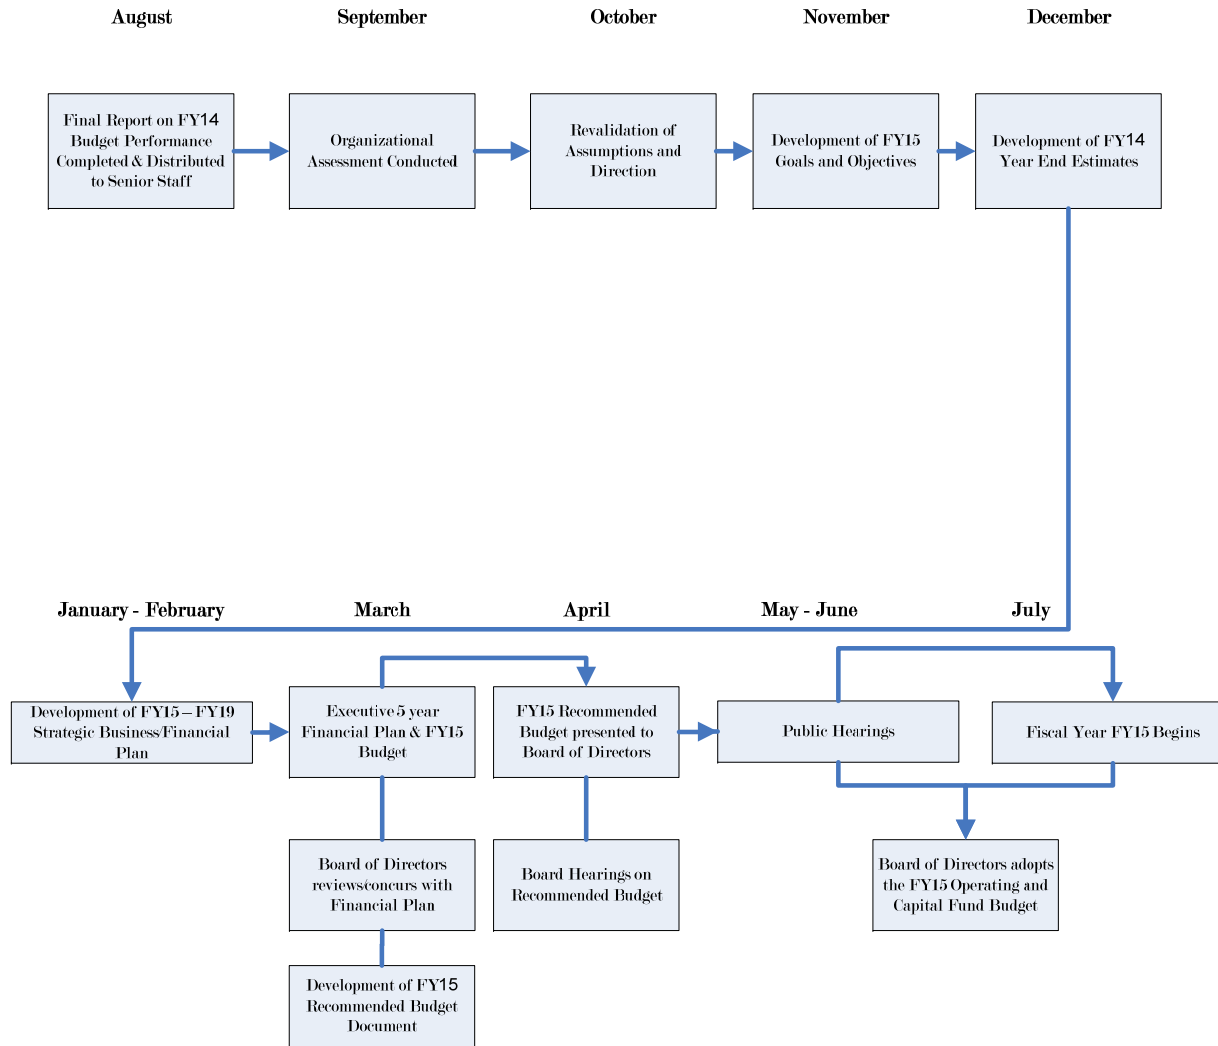 August
September
October
November
December
Final Report on FY14
Budget Performance
Completed & Distributed
to Senior Staff
Organizational
Assessment Conducted
Revalidation of
Assumptions and
Direction
Development of FY15
Goals and Objectives
Development of FY14
Year End Estimates
January - February
March
April
May - June
July
Development of FY15 – FY19
Strategic Business/Financial
Plan
Executive 5 year
Financial Plan & FY15
Budget
FY15 Recommended
Budget presented to
Board of Directors
Public Hearings
Fiscal Year FY15 Begins
Board of Directors
reviews/concurs with
Financial Plan
Board Hearings on
Recommended Budget
Board of Directors adopts
the FY15 Operating and
Capital Fund Budget
Development of FY15
Recommended Budget
Document